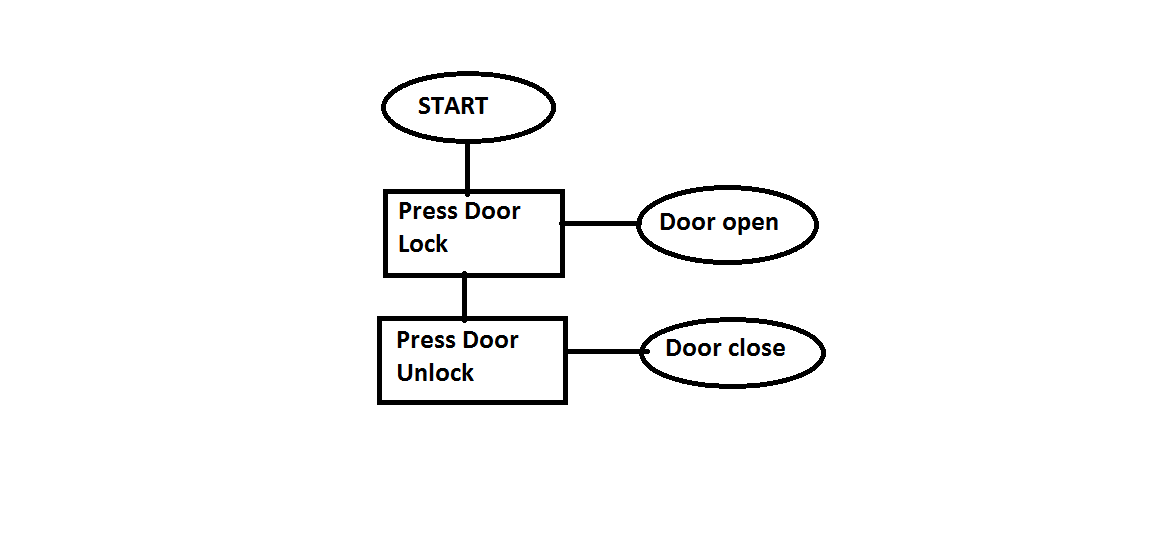 START
Press Door
Lock
Door open
Press Door
Unlock
Door close